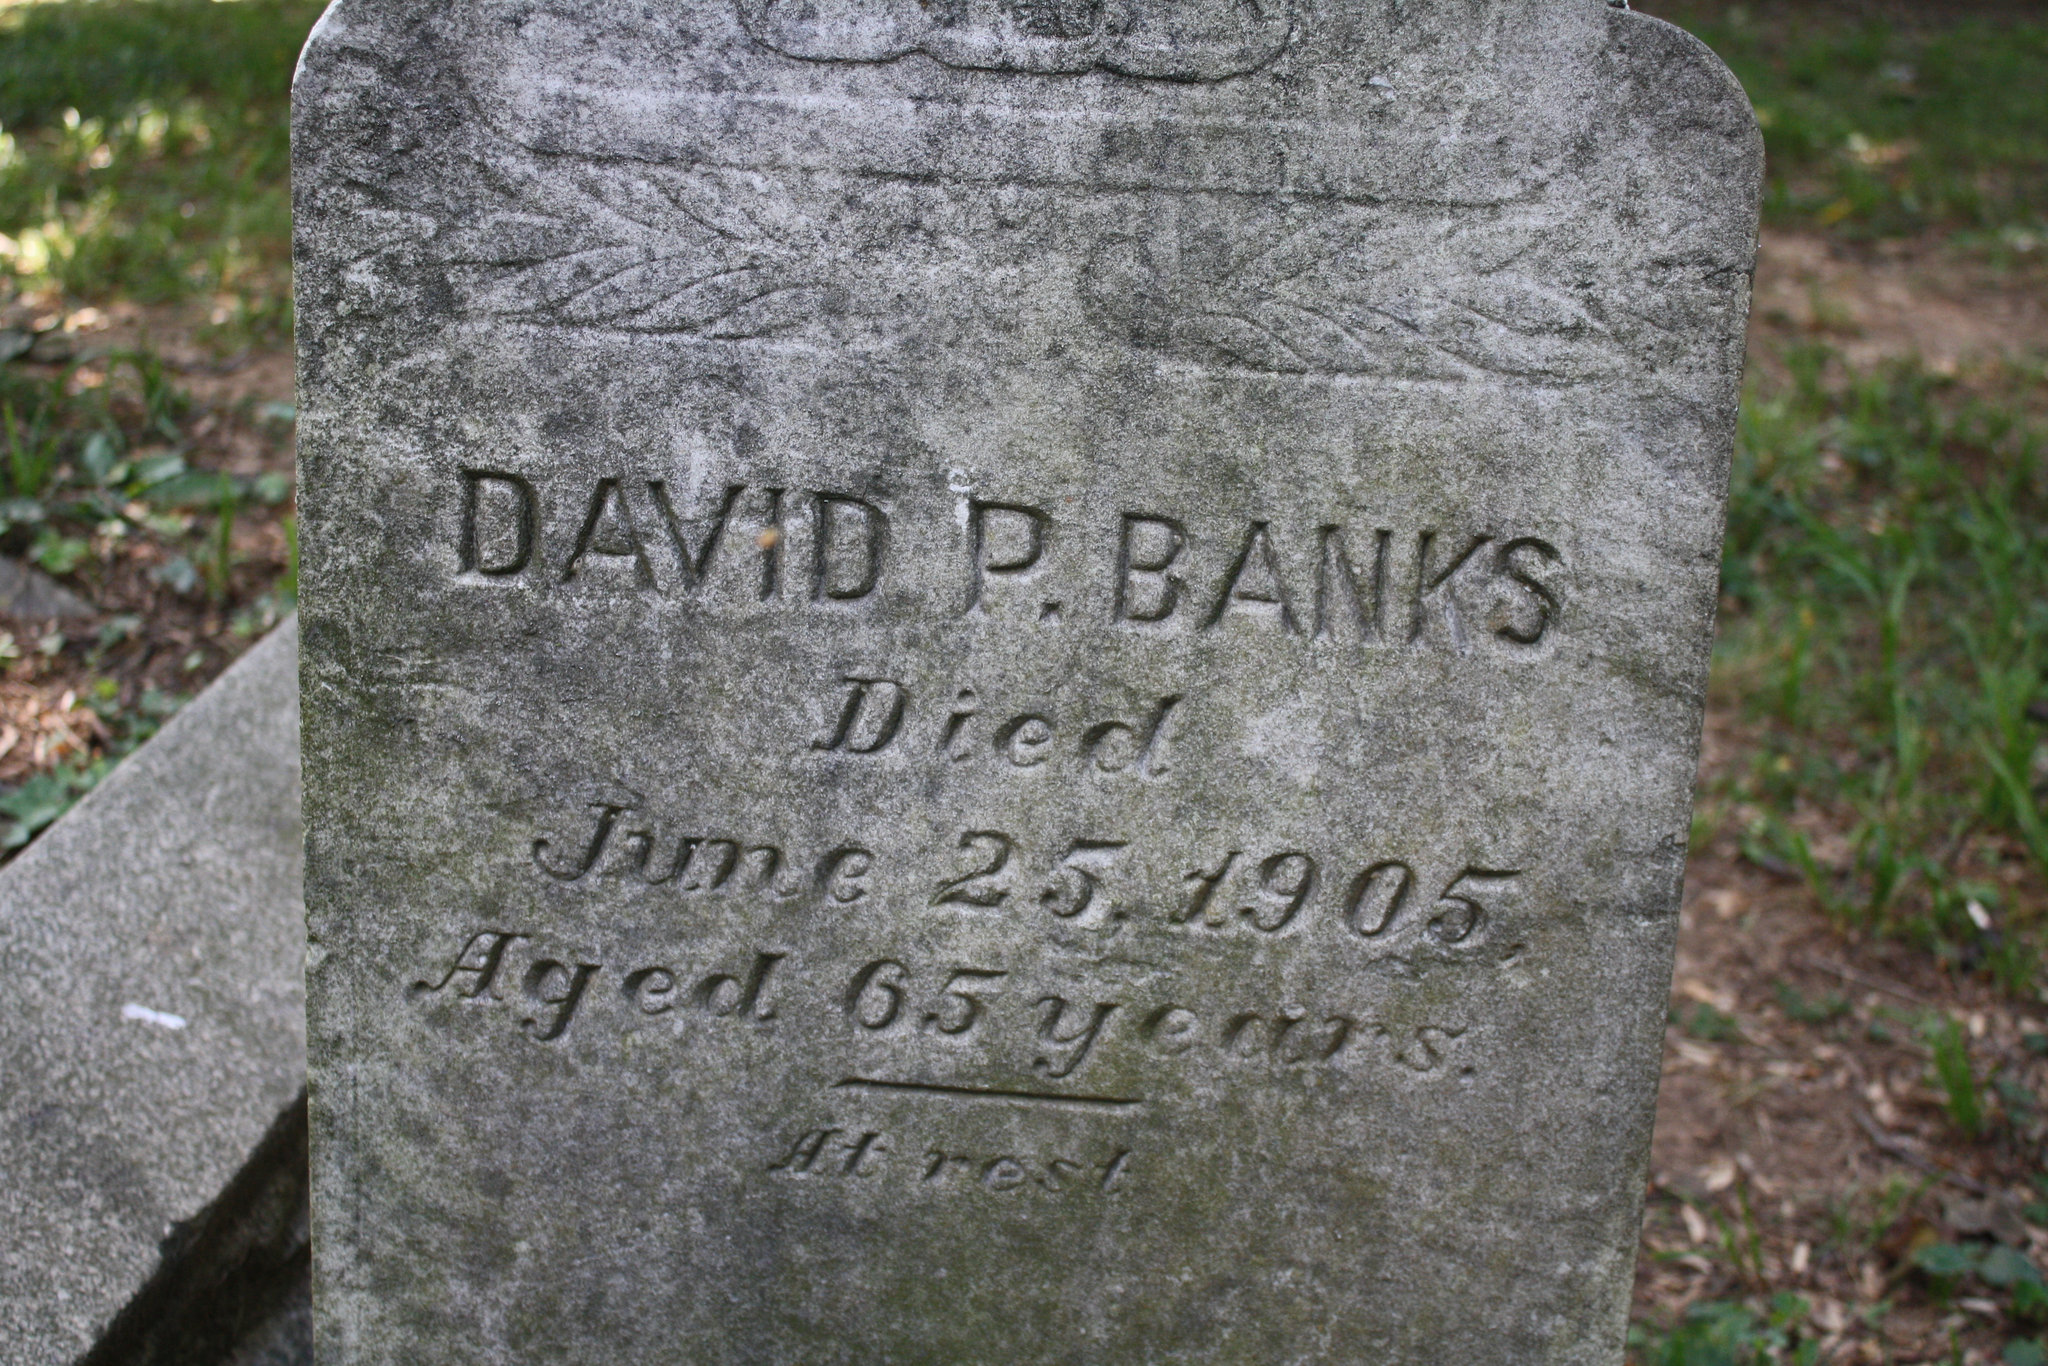 DAVID P. BANKS
Died
June 25, 1905,
Aged 65 years.
At rest